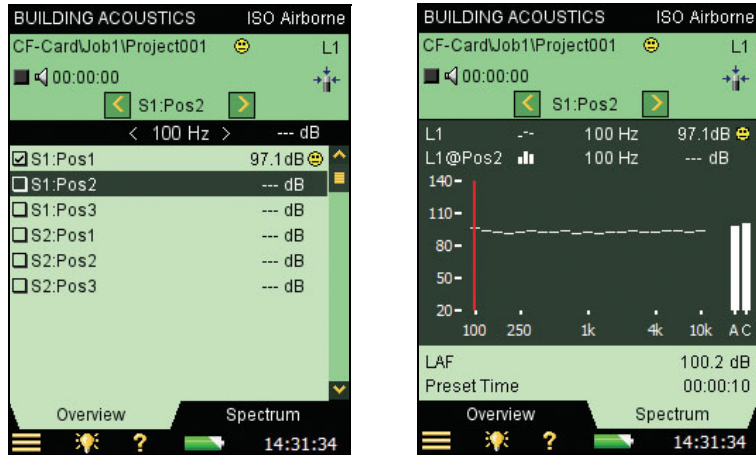 BUILDING ACOUSTICS ISO Airborne
CF-Card\Job1\Project001 L1
00:00:00
< S1:Pos2 >
< 100 Hz > --- dB
S1:Pos1 97.1dB
S1:Pos2 --- dB
S1:Pos3 --- dB
S2:Pos1 --- dB
S2:Pos2 --- dB
S2:Pos3 --- dB
Overview Spectrum
? 14:31:34
BUILDING ACOUSTICS ISO Airborne
CF-Card\Job1\Project001 L1
00:00:00
< S1:Pos2 >
L1 100 Hz 97.1dB
L1@Pos2 100 Hz --- dB
140
110
80
50
20
100 250 1k 4k 10k A C
LAF 100.2 dB
Preset Time 00:00:10
Overview Spectrum
? 14:31:34